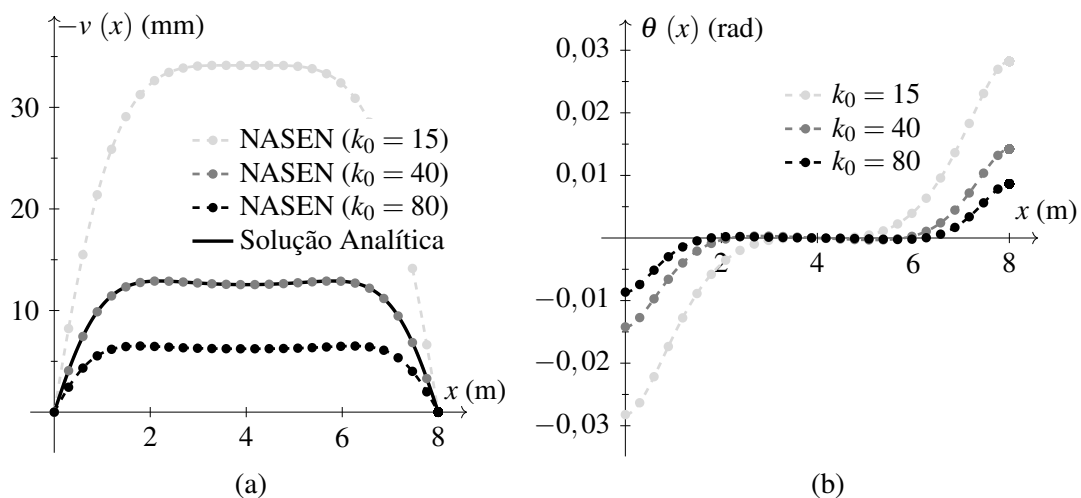 −v (x) (mm)
30
20
10
NASEN (k₀ = 15)
NASEN (k₀ = 40)
NASEN (k₀ = 80)
Solução Analítica
x (m)
2 4 6 8
(a)
θ (x) (rad)
0,03
0,02
0,01
−0,01
−0,02
−0,03
k₀ = 15
k₀ = 40
k₀ = 80
x (m)
2 4 6 8
(b)